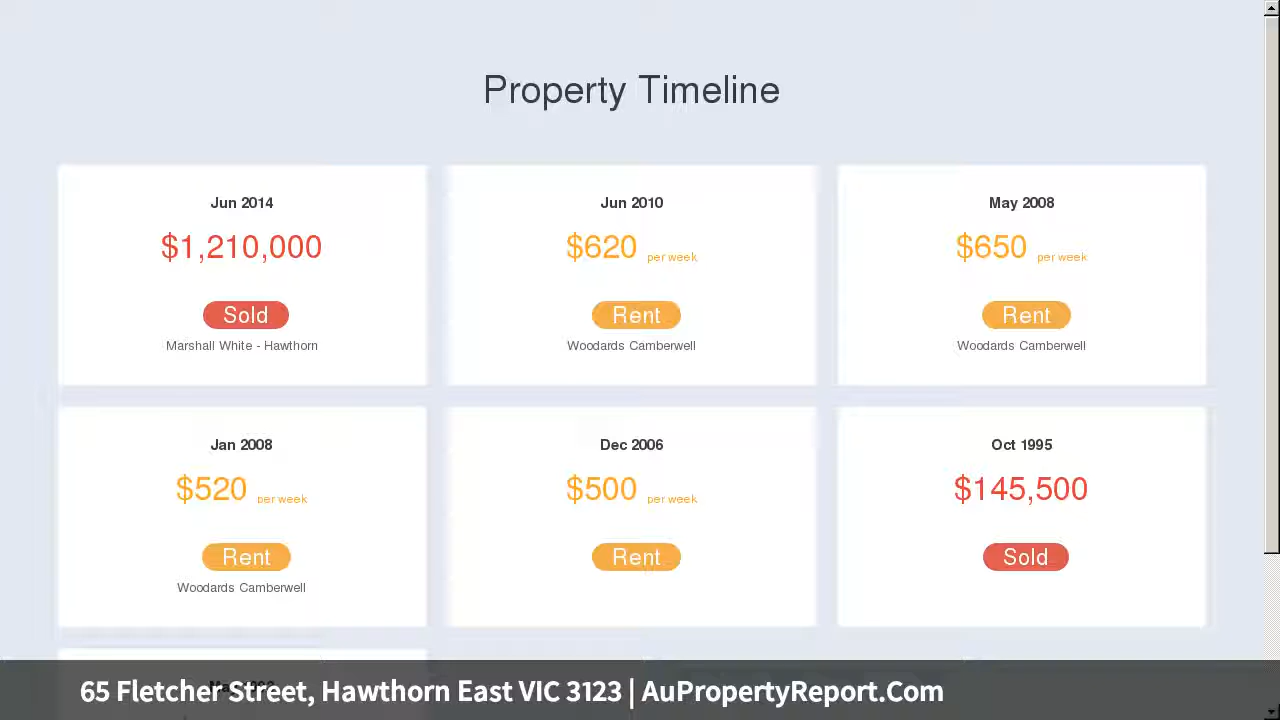 Property Timeline
Jun 2014
$1,210,000
Sold
Marshall White - Hawthorn
Jun 2010
$620 per week
Rent
Woodards Camberwell
May 2008
$650 per week
Rent
Woodards Camberwell
Jan 2008
$520 per week
Rent
Woodards Camberwell
Dec 2006
$500 per week
Rent
Oct 1995
$145,500
Sold
65 Fletcher Street, Hawthorn East VIC 3123 | AuPropertyReport.Com